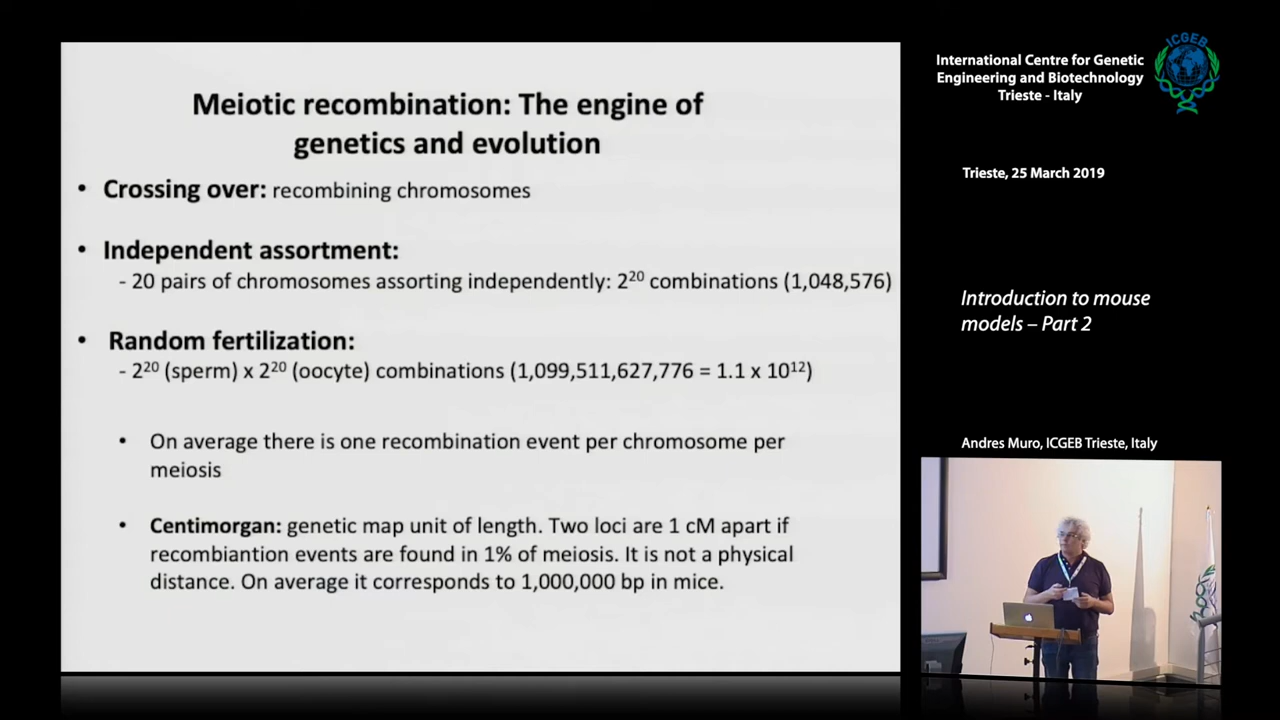 Meiotic recombination: The engine of
genetics and evolution
• Crossing over: recombining chromosomes
• Independent assortment:
- 20 pairs of chromosomes assorting independently: 2²⁰ combinations (1,048,576)
• Random fertilization:
- 2²⁰ (sperm) x 2²⁰ (oocyte) combinations (1,099,511,627,776 = 1.1 x 10¹²)
• On average there is one recombination event per chromosome per
meiosis
• Centimorgan: genetic map unit of length. Two loci are 1 cM apart if
recombiantion events are found in 1% of meiosis. It is not a physical
distance. On average it corresponds to 1,000,000 bp in mice.
International Centre for Genetic
Engineering and Biotechnology
Trieste - Italy
ICGEB
Trieste, 25 March 2019
Introduction to mouse
models – Part 2
Andres Muro, ICGEB Trieste, Italy